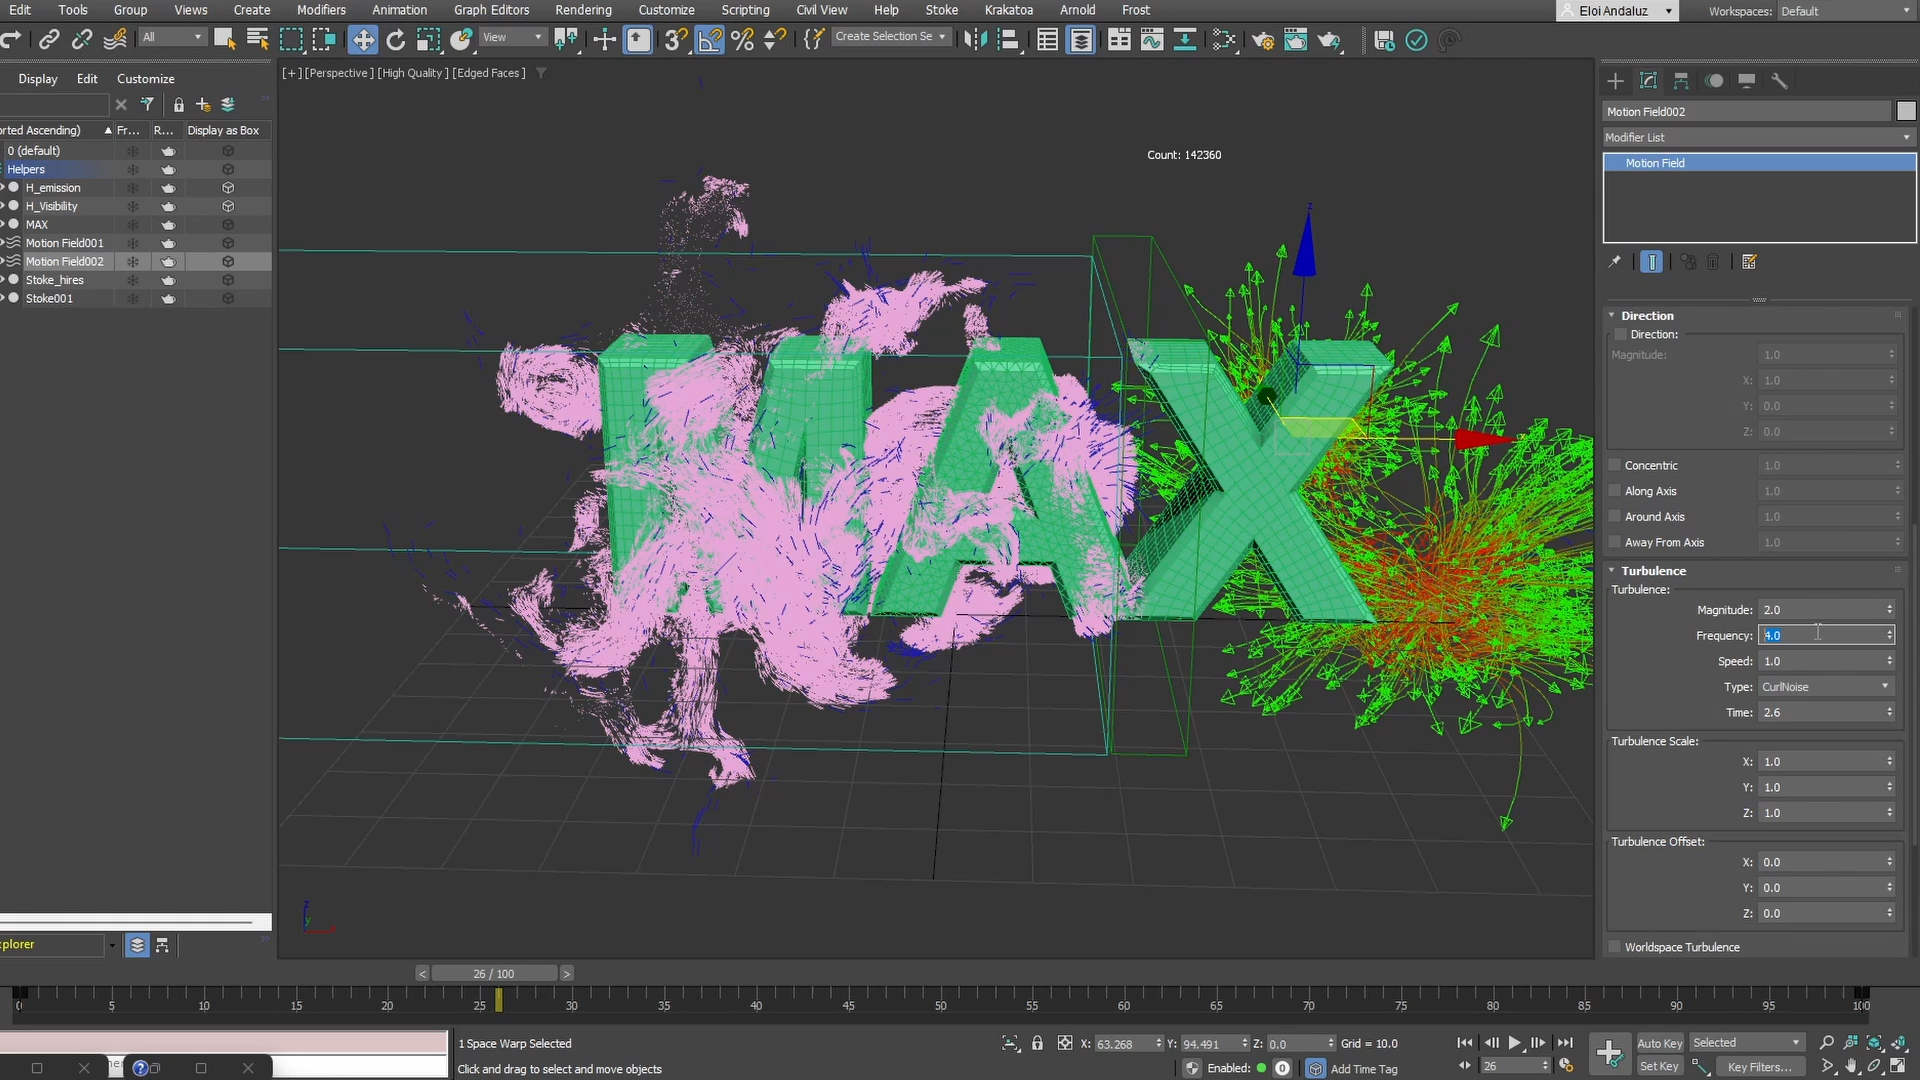 Edit Tools Group Views Create Modifiers Animation Graph Editors Rendering Customize Scripting Civil View Help Stoke Krakatoa Arnold Frost Eloi Andaluz Workspaces: Default
All View Create Selection Se
Display Edit Customize
[+] [Perspective] [High Quality] [Edged Faces]
Motion Field002
orted Ascending) Fr... R... Display as Box
Modifier List
0 (default)
Helpers
H_emission
H_Visibility
MAX
Motion Field001
Motion Field002
Stoke_hires
Stoke001
Count: 142360
MAX
z
Motion Field
Direction
Direction:
Magnitude: 1.0
X: 1.0
Y: 0.0
Z: 0.0
Concentric 1.0
Along Axis 1.0
Around Axis 1.0
Away From Axis 1.0
Turbulence
Turbulence:
Magnitude: 2.0
Frequency: 4.0
Speed: 1.0
Type: CurlNoise
Time: 2.6
Turbulence Scale:
X: 1.0
Y: 1.0
Z: 1.0
Turbulence Offset:
X: 0.0
Y: 0.0
Z: 0.0
Worldspace Turbulence
z
y
plorer
< 26 / 100 >
0 5 10 15 20 25 30 35 40 45 50 55 60 65 70 75 80 85 90 95 100
1 Space Warp Selected X: 63.268 Y: 94.491 Z: 0.0 Grid = 10.0 Auto Key Selected
Click and drag to select and move objects Enabled: 0 Add Time Tag 26 Set Key Key Filters...